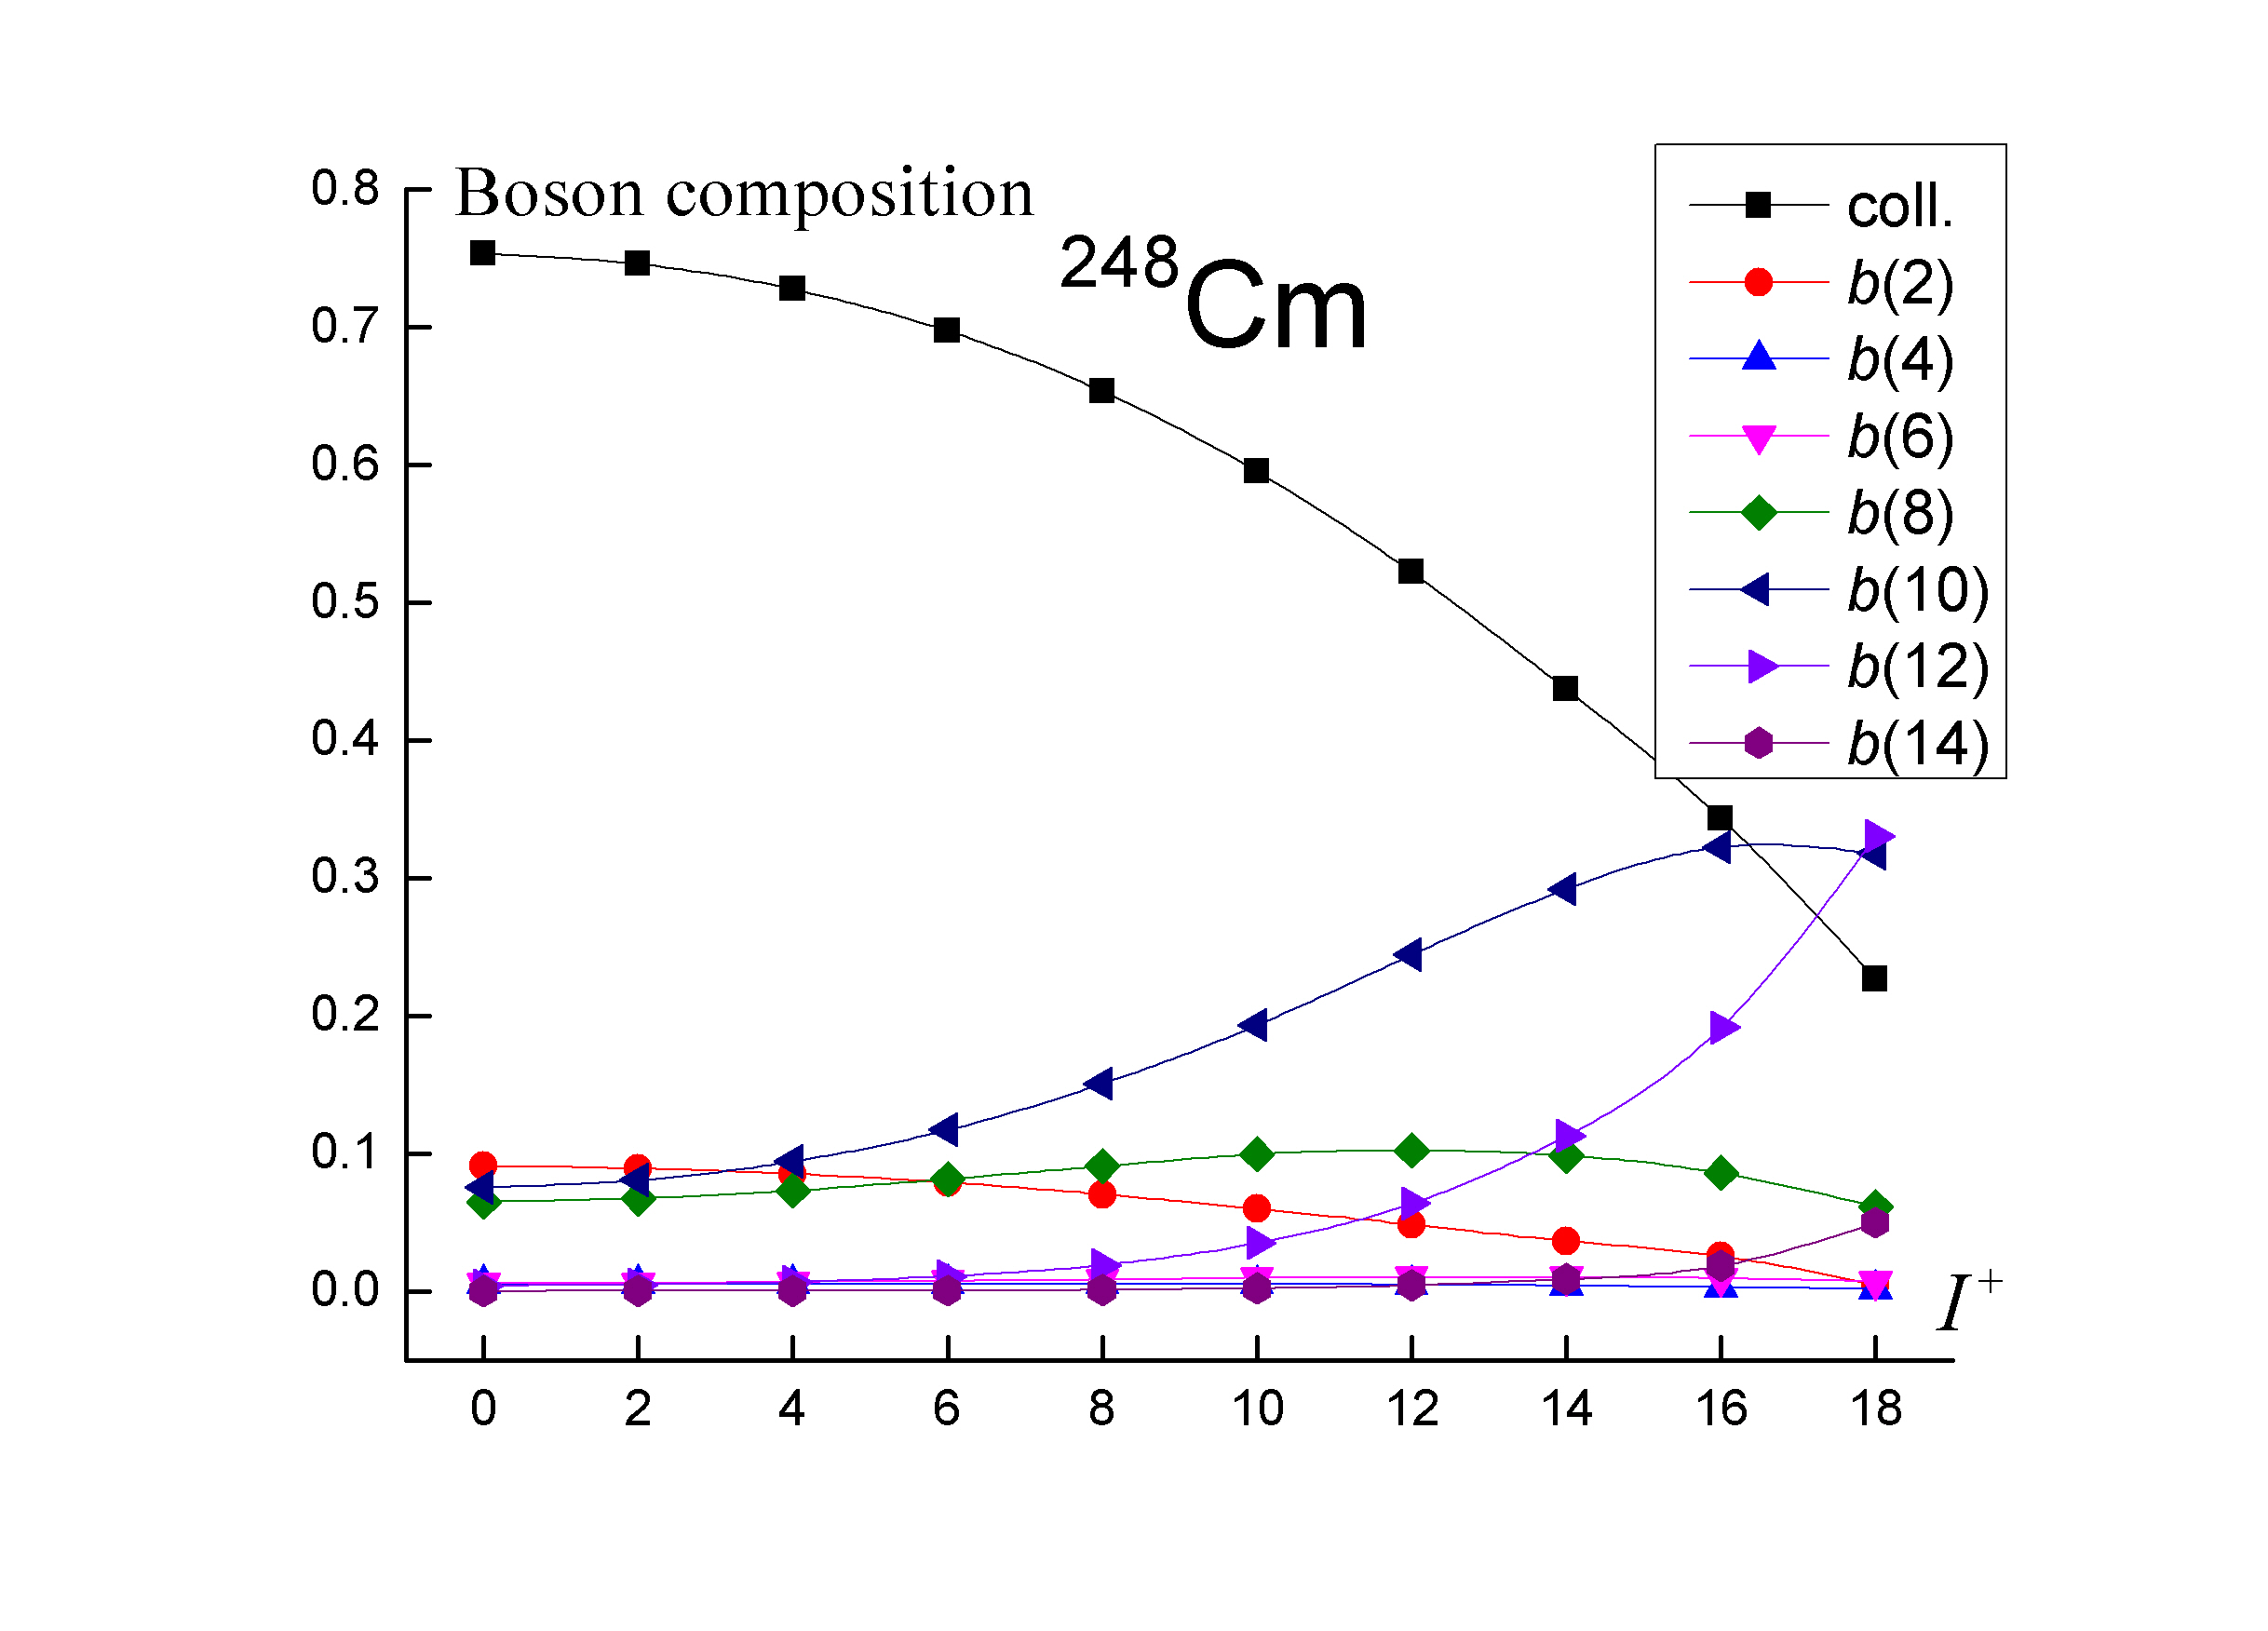 Boson composition
²⁴⁸Cm
coll.
b(2)
b(4)
b(6)
b(8)
b(10)
b(12)
b(14)
0.8
0.7
0.6
0.5
0.4
0.3
0.2
0.1
0.0
I⁺
0 2 4 6 8 10 12 14 16 18